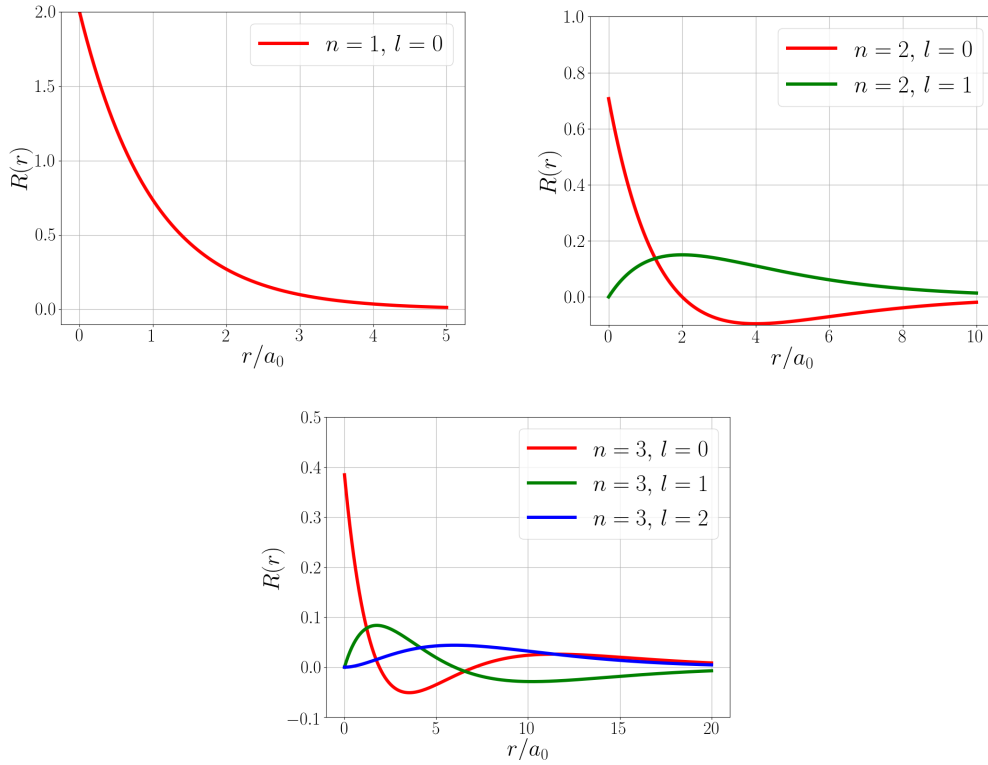 2.0
1.5
1.0
0.5
0.0
R(r)
n = 1, l = 0
0 1 2 3 4 5
r/a₀
1.0
0.8
0.6
0.4
0.2
0.0
R(r)
n = 2, l = 0
n = 2, l = 1
0 2 4 6 8 10
r/a₀
0.5
0.4
0.3
0.2
0.1
0.0
−0.1
R(r)
n = 3, l = 0
n = 3, l = 1
n = 3, l = 2
0 5 10 15 20
r/a₀